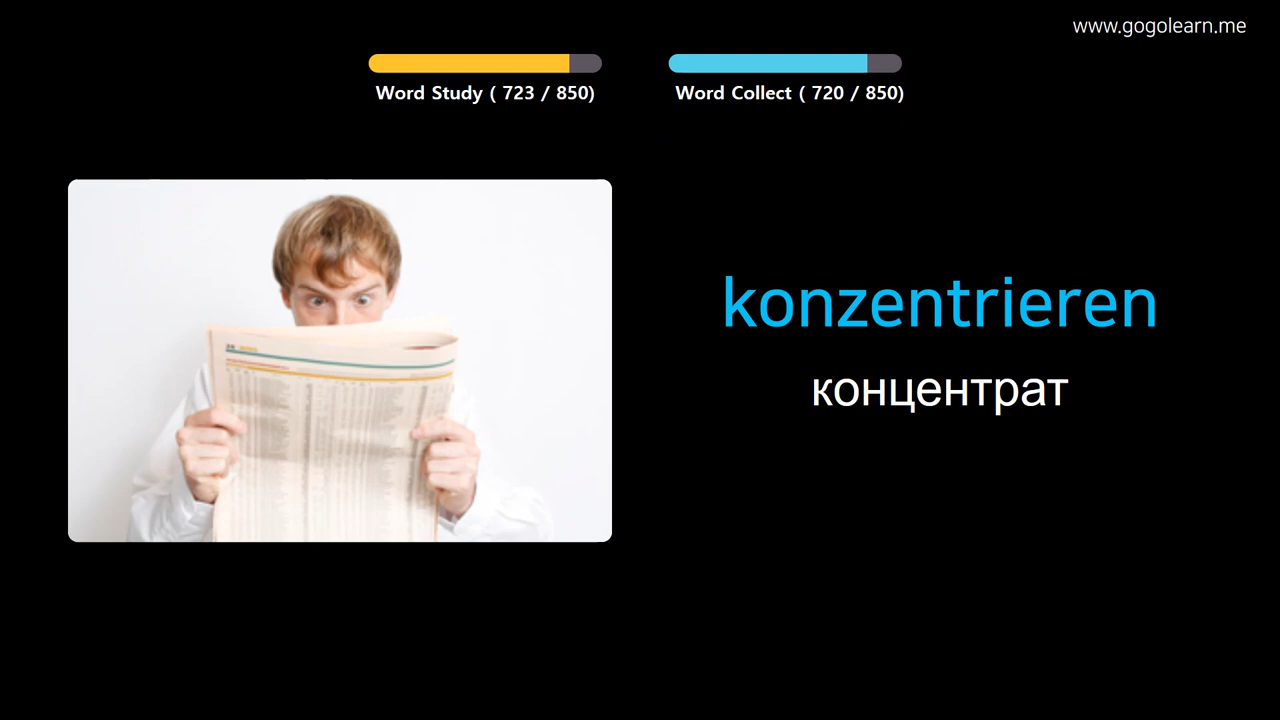 www.gogolearn.me
Word Study ( 723 / 850)
Word Collect ( 720 / 850)
konzentrieren
концентрат